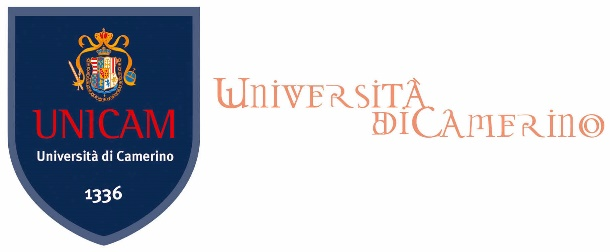 UNICAM
Università di Camerino
1336
UNIVERSITÀ
DI CAMERINO